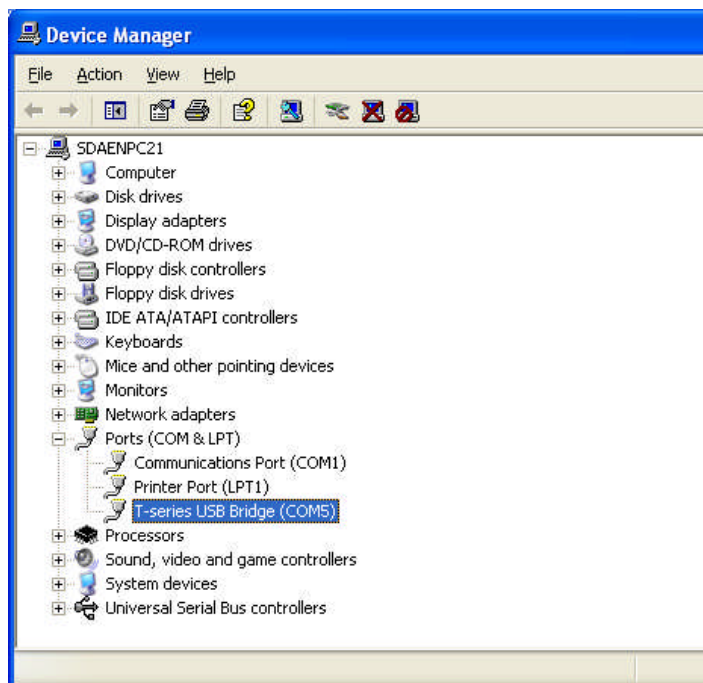 Device Manager
File Action View Help
SDAENPC21
Computer
Disk drives
Display adapters
DVD/CD-ROM drives
Floppy disk controllers
Floppy disk drives
IDE ATA/ATAPI controllers
Keyboards
Mice and other pointing devices
Monitors
Network adapters
Ports (COM & LPT)
Communications Port (COM1)
Printer Port (LPT1)
T-series USB Bridge (COM5)
Processors
Sound, video and game controllers
System devices
Universal Serial Bus controllers